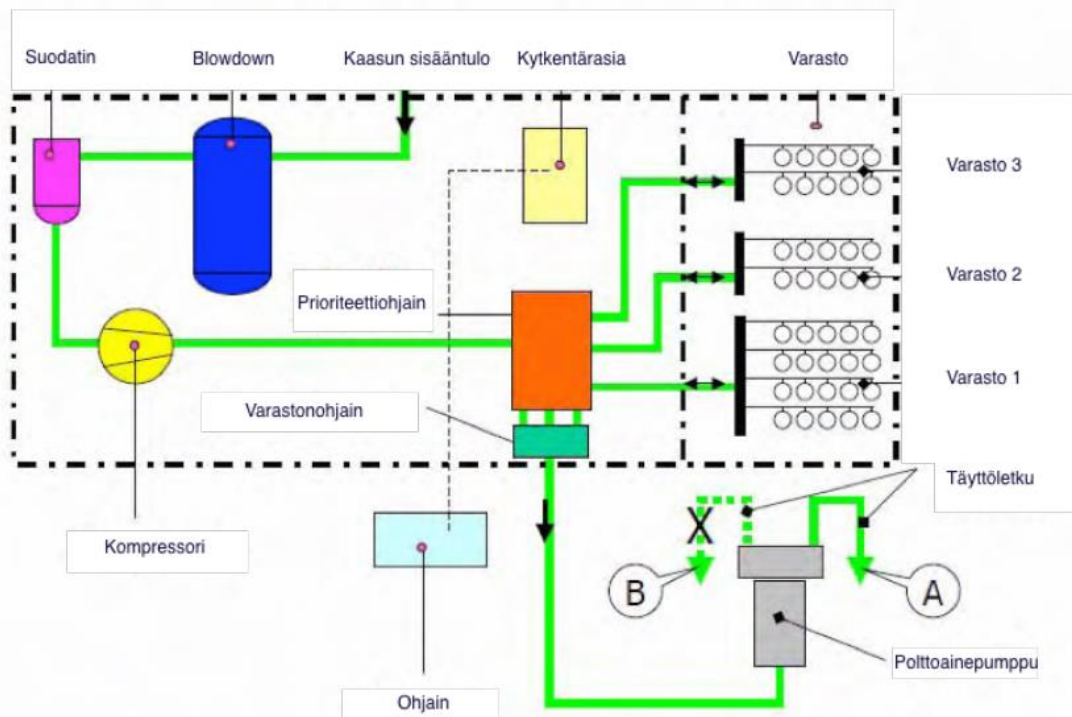 Suodatin
Blowdown
Kaasun sisääntulo
Kytkentärasia
Varasto
Varasto 3
Varasto 2
Prioriteettiohjain
Varasto 1
Varastonohjain
Täyttöletku
X
Kompressori
B
A
Polttoainepumppu
Ohjain